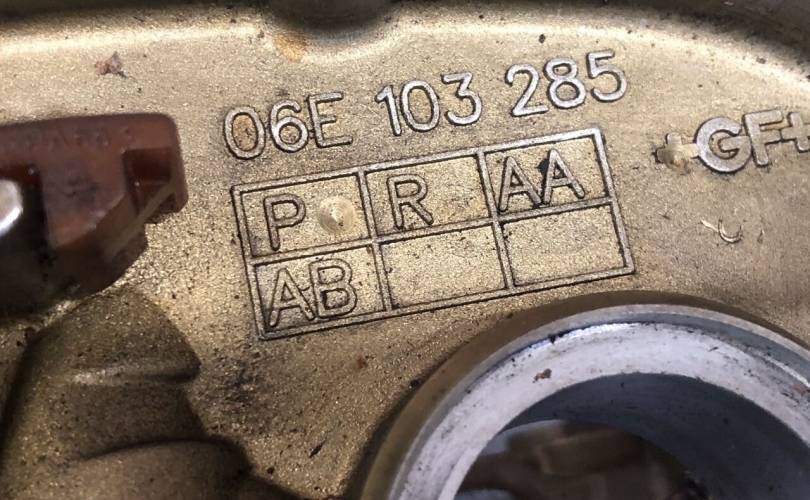 06E 103 285
+GF+
P R AA
AB